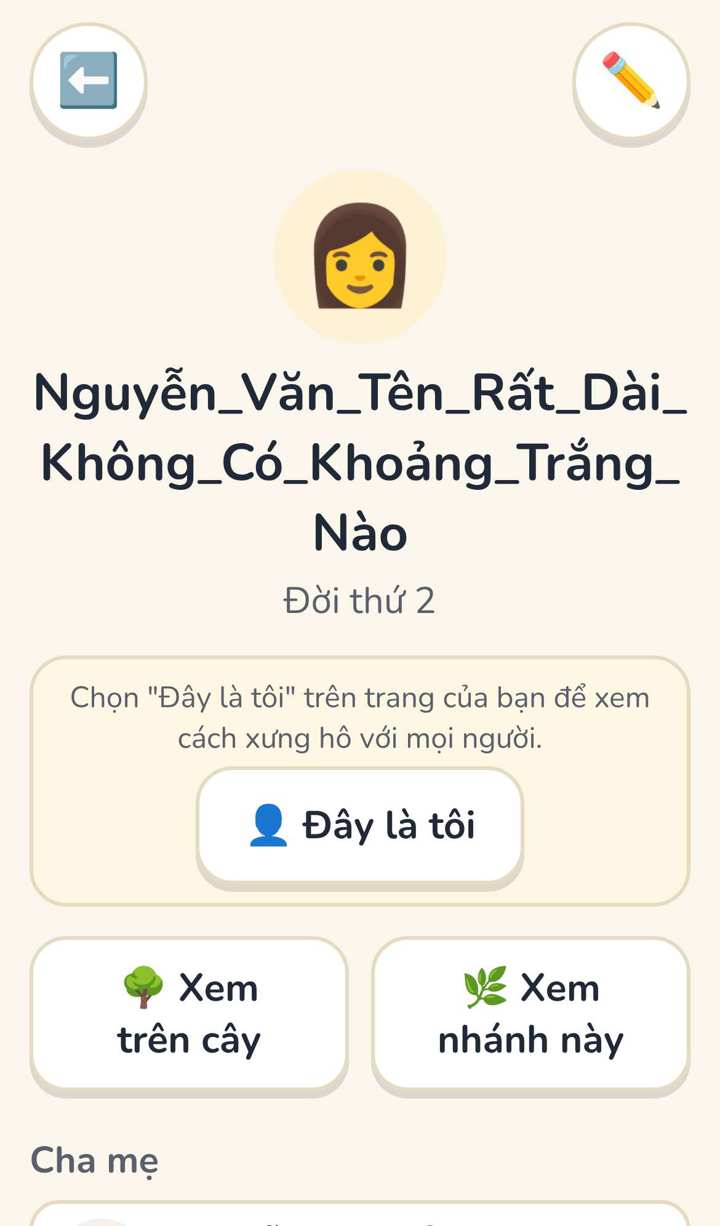 Nguyễn_Văn_Tên_Rất_Dài_
Không_Có_Khoảng_Trắng_
Nào
Đời thứ 2
Chọn "Đây là tôi" trên trang của bạn để xem
cách xưng hô với mọi người.
Đây là tôi
Xem
trên cây
Xem
nhánh này
Cha mẹ